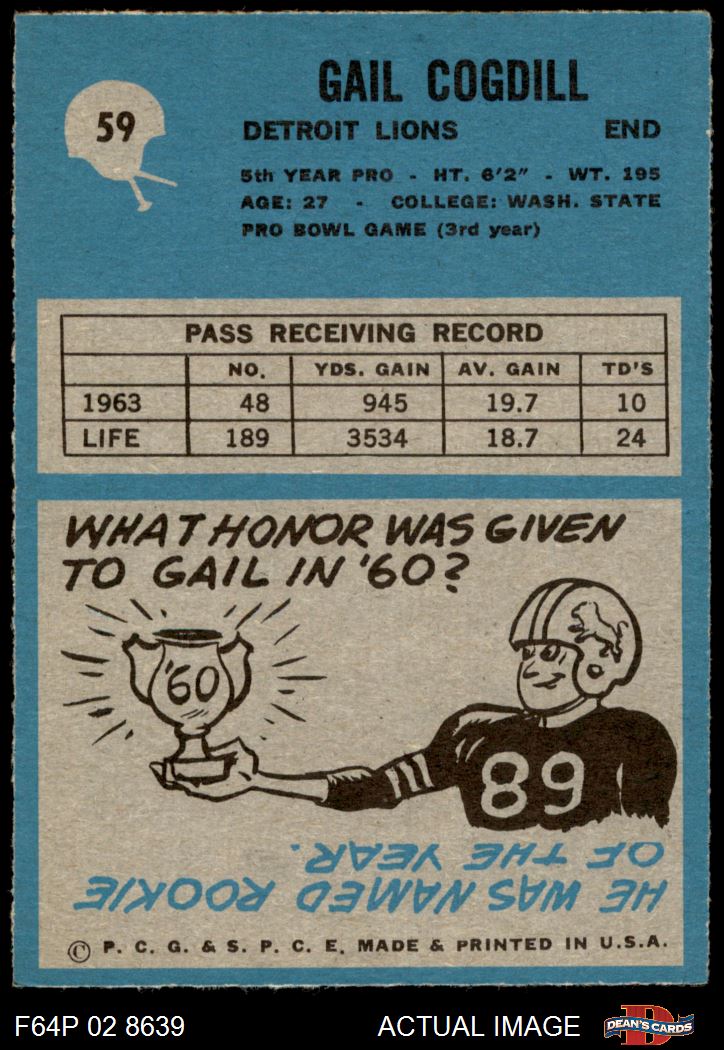 59
GAIL COGDILL
DETROIT LIONS END
5th YEAR PRO - HT. 6'2" - WT. 195
AGE: 27 - COLLEGE: WASH. STATE
PRO BOWL GAME (3rd year)
PASS RECEIVING RECORD
NO. YDS. GAIN AV. GAIN TD'S
1963 48 945 19.7 10
LIFE 189 3534 18.7 24
WHAT HONOR WAS GIVEN
TO GAIL IN '60?
'60
89
HE WAS NAMED ROOKIE
OF THE YEAR.
© P. C. G. & S. P. C. E. MADE & PRINTED IN U.S.A.
F64P 02 8639 ACTUAL IMAGE
D
DEAN'S CARDS